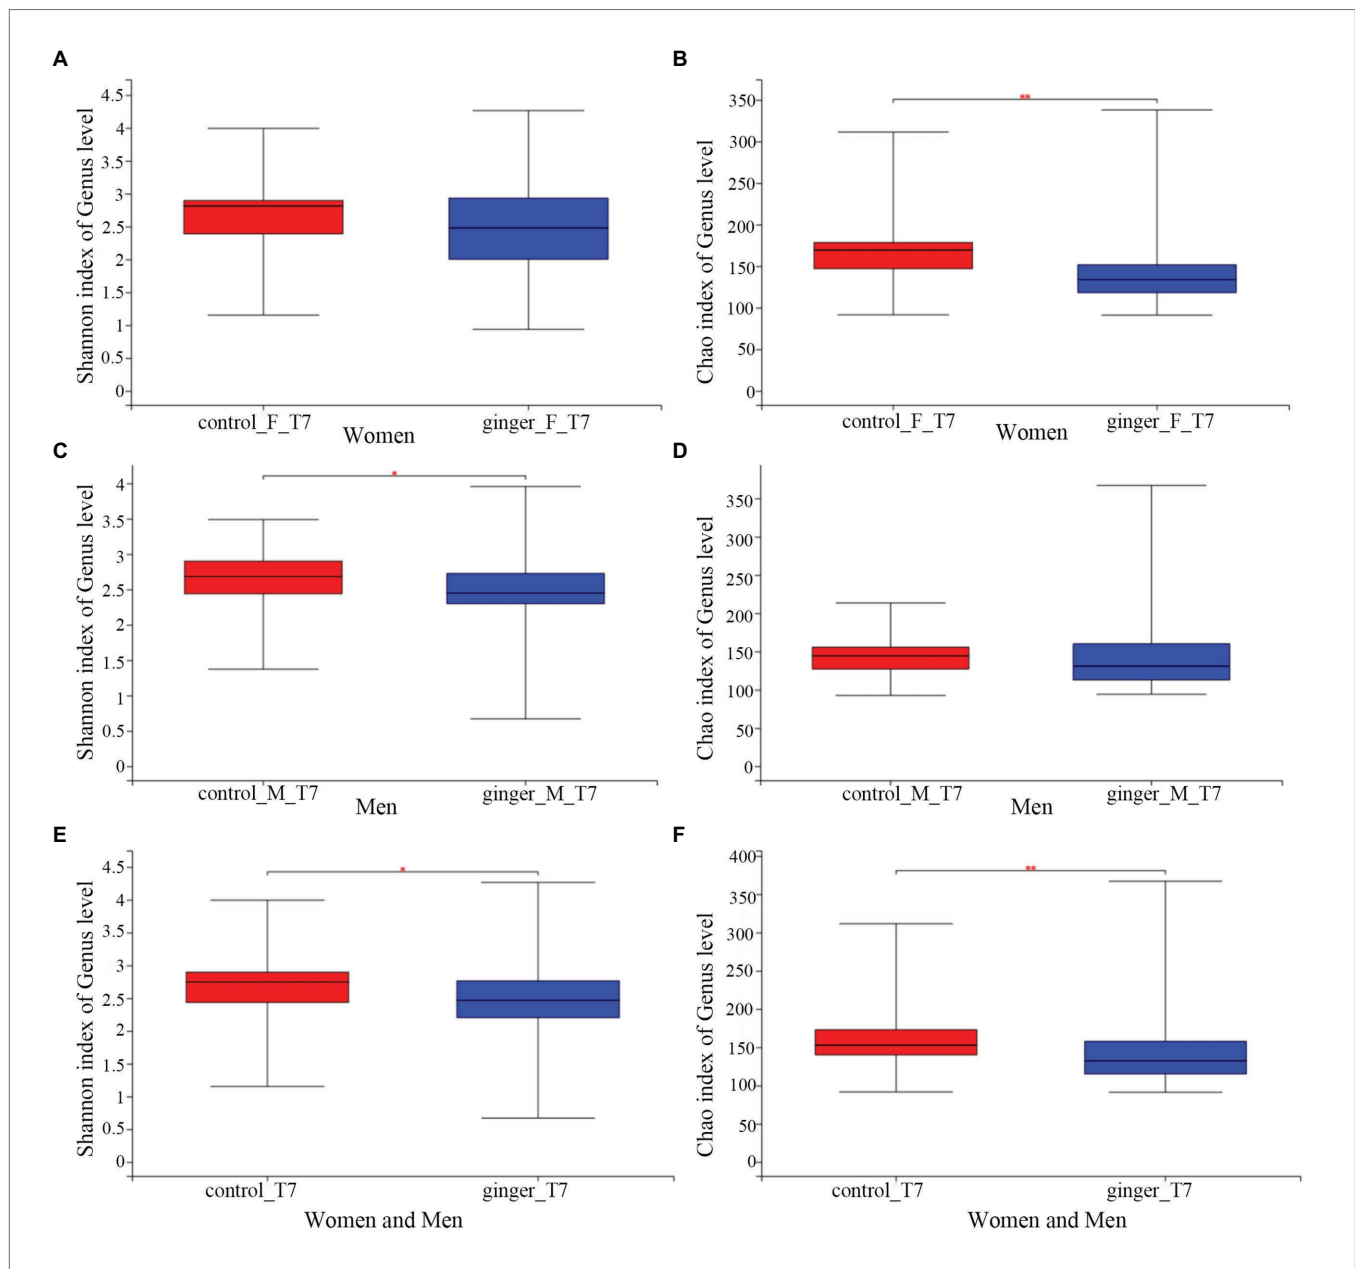 A
Shannon index of Genus level
4.5
4
3.5
3
2.5
2
1.5
1
0.5
0
control_F_T7
ginger_F_T7
Women
B
Chao index of Genus level
350
300
250
200
150
100
50
0
**
control_F_T7
ginger_F_T7
Women
C
Shannon index of Genus level
4
3.5
3
2.5
2
1.5
1
0.5
0
*
control_M_T7
ginger_M_T7
Men
D
Chao index of Genus level
350
300
250
200
150
100
50
0
control_M_T7
ginger_M_T7
Men
E
Shannon index of Genus level
4.5
4
3.5
3
2.5
2
1.5
1
0.5
0
*
control_T7
ginger_T7
Women and Men
F
Chao index of Genus level
400
350
300
250
200
150
100
50
0
**
control_T7
ginger_T7
Women and Men